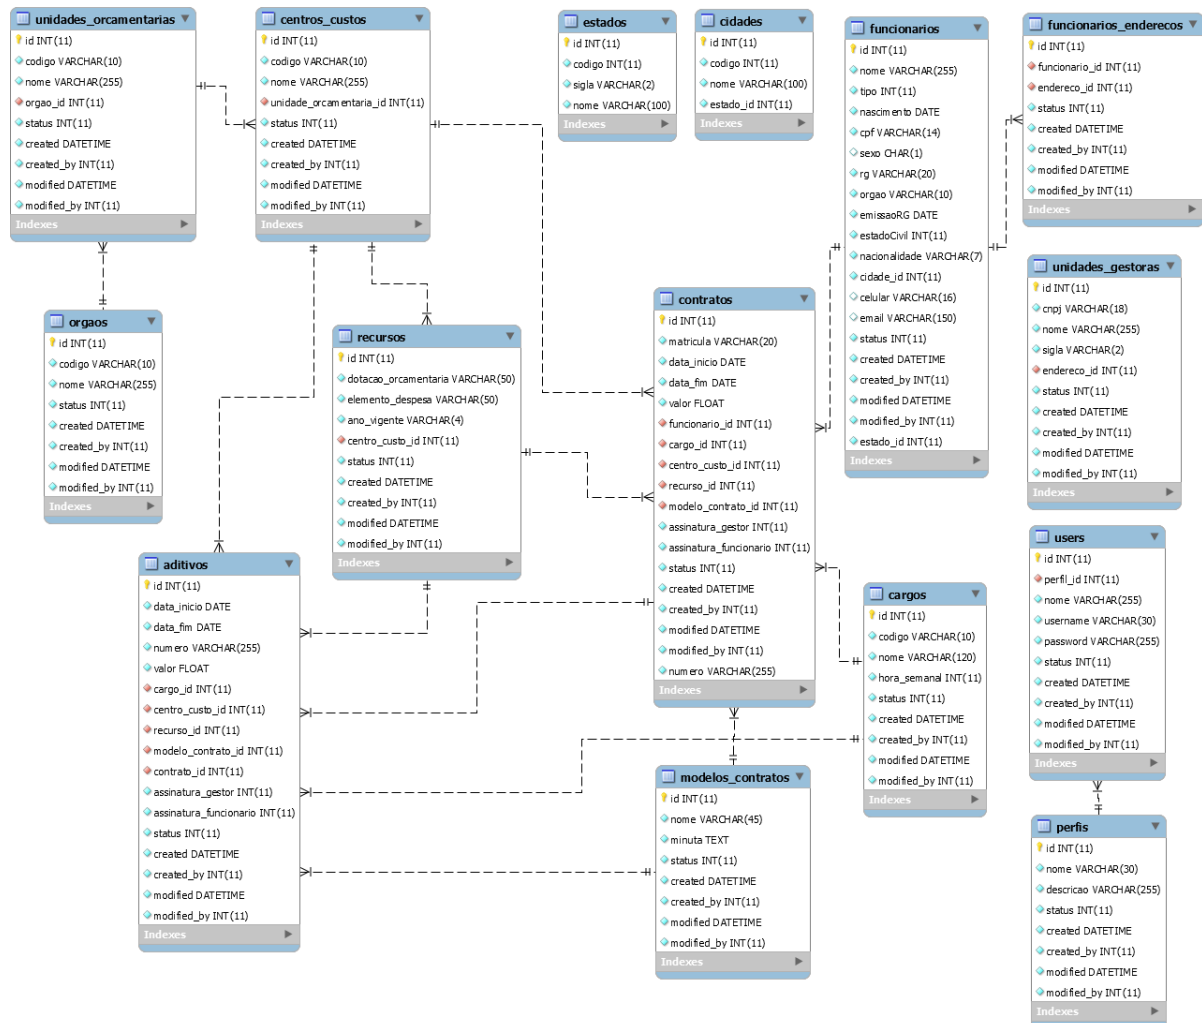 unidades_orcamentarias
id INT(11)
codigo VARCHAR(10)
nome VARCHAR(255)
orgao_id INT(11)
status INT(11)
created DATETIME
created_by INT(11)
modified DATETIME
modified_by INT(11)
Indexes
centros_custos
id INT(11)
codigo VARCHAR(10)
nome VARCHAR(255)
unidade_orcamentaria_id INT(11)
status INT(11)
created DATETIME
created_by INT(11)
modified DATETIME
modified_by INT(11)
Indexes
estados
id INT(11)
codigo INT(11)
sigla VARCHAR(2)
nome VARCHAR(100)
Indexes
cidades
id INT(11)
codigo INT(11)
nome VARCHAR(100)
estado_id INT(11)
Indexes
funcionarios
id INT(11)
nome VARCHAR(255)
tipo INT(11)
nascimento DATE
cpf VARCHAR(14)
sexo CHAR(1)
rg VARCHAR(20)
orgao VARCHAR(10)
emissaoRG DATE
estadoCivil INT(11)
nacionalidade VARCHAR(7)
cidade_id INT(11)
celular VARCHAR(16)
email VARCHAR(150)
status INT(11)
created DATETIME
created_by INT(11)
modified DATETIME
modified_by INT(11)
estado_id INT(11)
Indexes
funcionarios_enderecos
id INT(11)
funcionario_id INT(11)
endereco_id INT(11)
status INT(11)
created DATETIME
created_by INT(11)
modified DATETIME
modified_by INT(11)
Indexes
orgaos
id INT(11)
codigo VARCHAR(10)
nome VARCHAR(255)
status INT(11)
created DATETIME
created_by INT(11)
modified DATETIME
modified_by INT(11)
Indexes
recursos
id INT(11)
dotacao_orcamentaria VARCHAR(50)
elemento_despesa VARCHAR(50)
ano_vigente VARCHAR(4)
centro_custo_id INT(11)
status INT(11)
created DATETIME
created_by INT(11)
modified DATETIME
modified_by INT(11)
Indexes
contratos
id INT(11)
matricula VARCHAR(20)
data_inicio DATE
data_fim DATE
valor FLOAT
funcionario_id INT(11)
cargo_id INT(11)
centro_custo_id INT(11)
recurso_id INT(11)
modelo_contrato_id INT(11)
assinatura_gestor INT(11)
assinatura_funcionario INT(11)
status INT(11)
created DATETIME
created_by INT(11)
modified DATETIME
modified_by INT(11)
numero VARCHAR(255)
Indexes
unidades_gestoras
id INT(11)
cnpj VARCHAR(18)
nome VARCHAR(255)
sigla VARCHAR(2)
endereco_id INT(11)
status INT(11)
created DATETIME
created_by INT(11)
modified DATETIME
modified_by INT(11)
Indexes
aditivos
id INT(11)
data_inicio DATE
data_fim DATE
numero VARCHAR(255)
valor FLOAT
cargo_id INT(11)
centro_custo_id INT(11)
recurso_id INT(11)
modelo_contrato_id INT(11)
contrato_id INT(11)
assinatura_gestor INT(11)
assinatura_funcionario INT(11)
status INT(11)
created DATETIME
created_by INT(11)
modified DATETIME
modified_by INT(11)
Indexes
cargos
id INT(11)
codigo VARCHAR(10)
nome VARCHAR(120)
hora_semanal INT(11)
status INT(11)
created DATETIME
created_by INT(11)
modified DATETIME
modified_by INT(11)
Indexes
users
id INT(11)
perfil_id INT(11)
nome VARCHAR(255)
username VARCHAR(30)
password VARCHAR(255)
status INT(11)
created DATETIME
created_by INT(11)
modified DATETIME
modified_by INT(11)
Indexes
modelos_contratos
id INT(11)
nome VARCHAR(45)
minuta TEXT
status INT(11)
created DATETIME
created_by INT(11)
modified DATETIME
modified_by INT(11)
Indexes
perfis
id INT(11)
nome VARCHAR(30)
descricao VARCHAR(255)
status INT(11)
created DATETIME
created_by INT(11)
modified DATETIME
modified_by INT(11)
Indexes